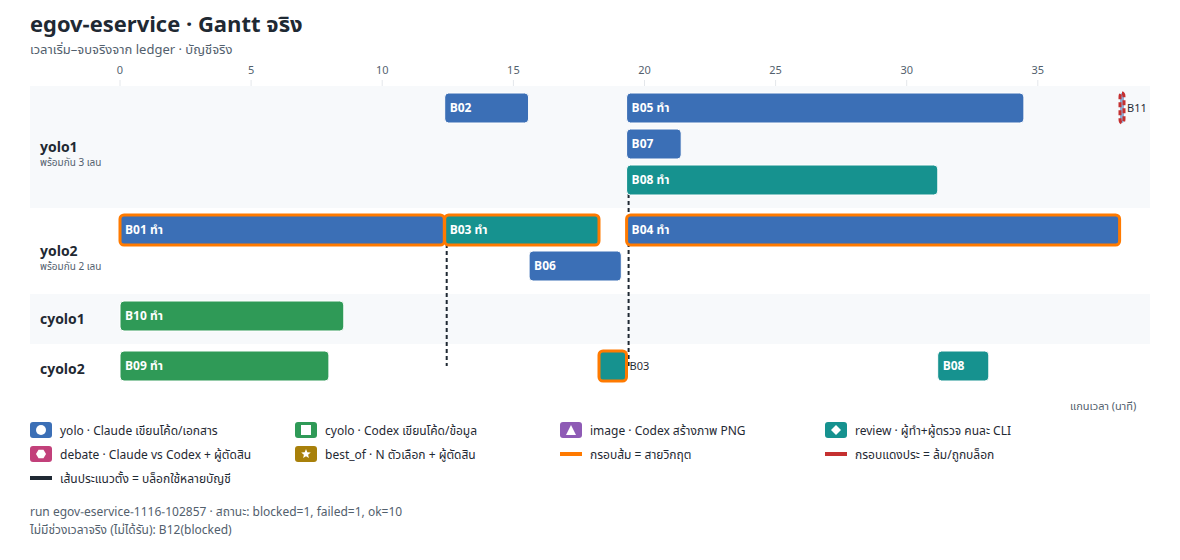 egov-eservice · Gantt จริง
เวลาเริ่ม–จบจริงจาก ledger · บัญชีจริง
0 5 10 15 20 25 30 35
B02 B05 ทำ B11
B07
yolo1
พร้อมกัน 3 เลน
B08 ทำ
B01 ทำ B03 ทำ B04 ทำ
yolo2
พร้อมกัน 2 เลน
B06
cyolo1 B10 ทำ
cyolo2 B09 ทำ B03 B08
แกนเวลา (นาที)
yolo · Claude เขียนโค้ด/เอกสาร cyolo · Codex เขียนโค้ด/ข้อมูล image · Codex สร้างภาพ PNG review · ผู้ทำ+ผู้ตรวจ คนละ CLI
debate · Claude vs Codex + ผู้ตัดสิน best_of · N ตัวเลือก + ผู้ตัดสิน กรอบส้ม = สายวิกฤต กรอบแดงประ = ล้ม/ถูกบล็อก
เส้นประแนวตั้ง = บล็อกใช้หลายบัญชี
run egov-eservice-1116-102857 · สถานะ: blocked=1, failed=1, ok=10
ไม่มีช่วงเวลาจริง (ไม่ได้รัน): B12(blocked)